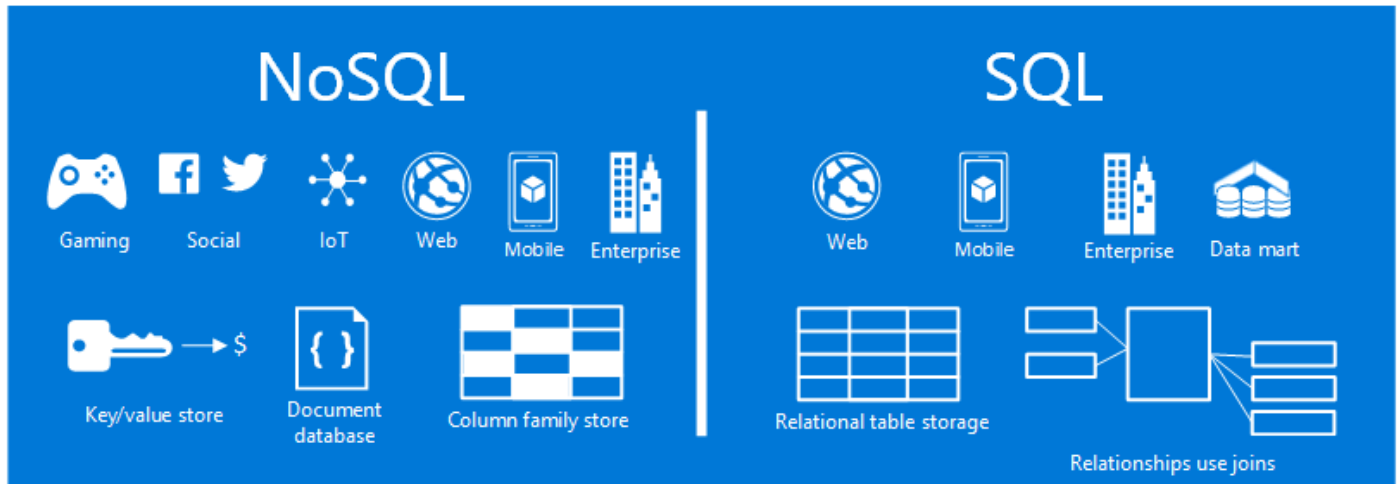 NoSQL
SQL
Gaming
Social
IoT
Web
Mobile
Enterprise
Web
Mobile
Enterprise
Data mart
{ }
$
Key/value store
Document
database
Column family store
Relational table storage
Relationships use joins